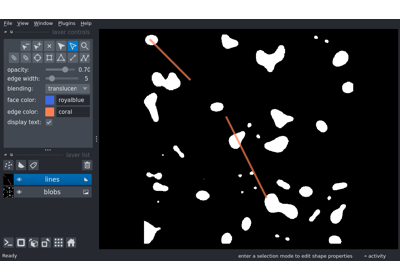 File View Window Plugins Help
layer controls
opacity: 0.70
edge width: 5
blending: translucent
face color: royalblue
edge color: coral
display text:
layer list
lines
blobs
Ready
enter a selection mode to edit shape properties
activity